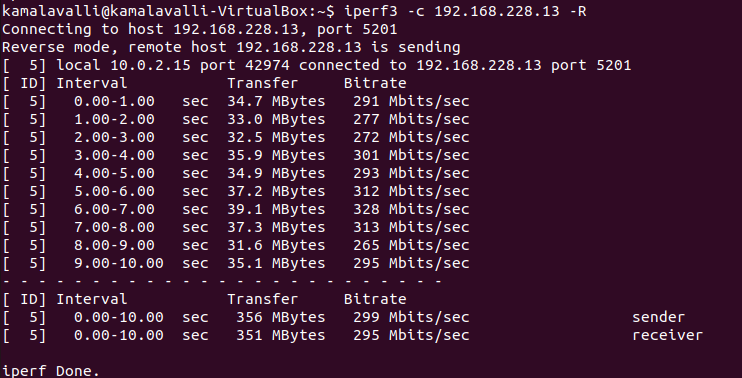 kamalavalli@kamalavalli-VirtualBox:~$ iperf3 -c 192.168.228.13 -R
Connecting to host 192.168.228.13, port 5201
Reverse mode, remote host 192.168.228.13 is sending
[  5] local 10.0.2.15 port 42974 connected to 192.168.228.13 port 5201
[ ID] Interval           Transfer     Bitrate
[  5]   0.00-1.00   sec  34.7 MBytes   291 Mbits/sec
[  5]   1.00-2.00   sec  33.0 MBytes   277 Mbits/sec
[  5]   2.00-3.00   sec  32.5 MBytes   272 Mbits/sec
[  5]   3.00-4.00   sec  35.9 MBytes   301 Mbits/sec
[  5]   4.00-5.00   sec  34.9 MBytes   293 Mbits/sec
[  5]   5.00-6.00   sec  37.2 MBytes   312 Mbits/sec
[  5]   6.00-7.00   sec  39.1 MBytes   328 Mbits/sec
[  5]   7.00-8.00   sec  37.3 MBytes   313 Mbits/sec
[  5]   8.00-9.00   sec  31.6 MBytes   265 Mbits/sec
[  5]   9.00-10.00  sec  35.1 MBytes   295 Mbits/sec
- - - - - - - - - - - - - - - - - - - - - - - - -
[ ID] Interval           Transfer     Bitrate
[  5]   0.00-10.00  sec   356 MBytes   299 Mbits/sec                  sender
[  5]   0.00-10.00  sec   351 MBytes   295 Mbits/sec                  receiver
iperf Done.